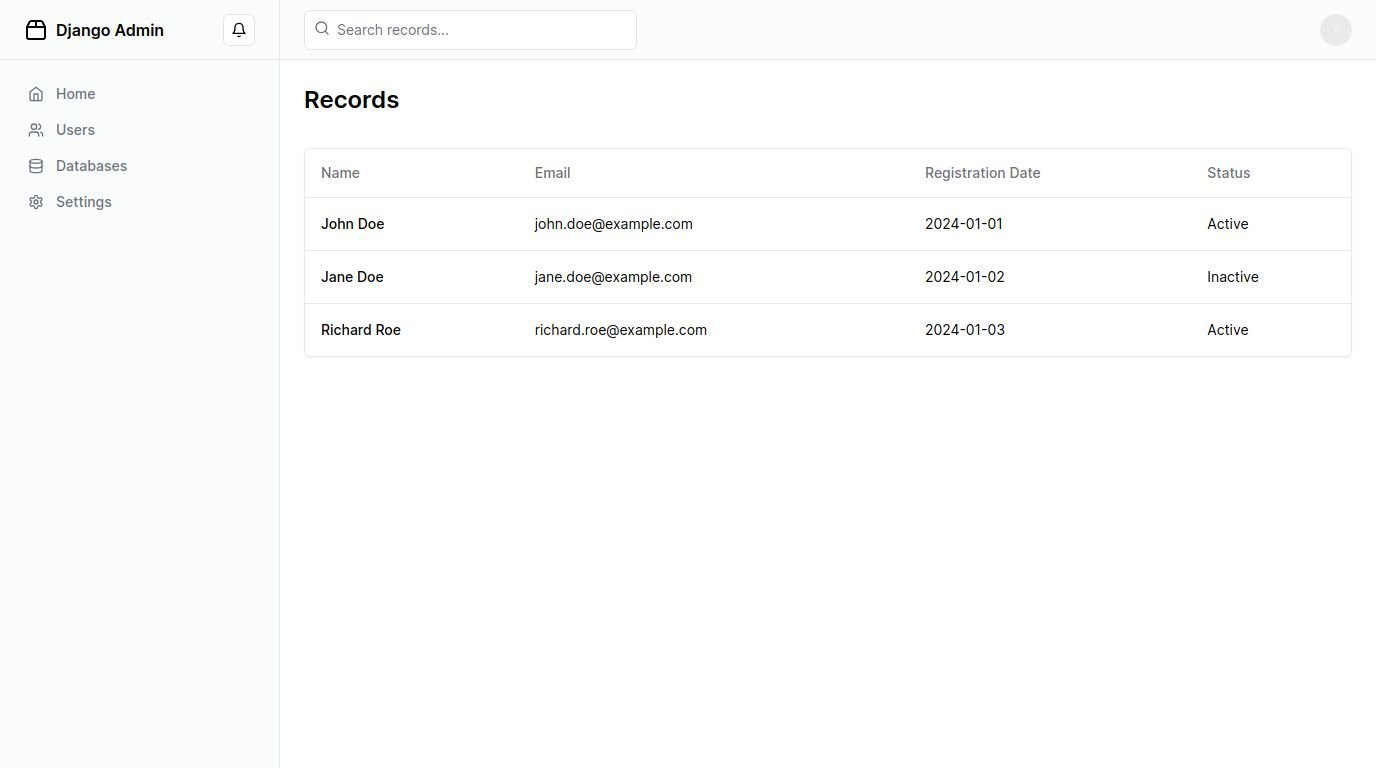 Django Admin
Search records...
Home
Users
Databases
Settings
Records
Name Email Registration Date Status
John Doe john.doe@example.com 2024-01-01 Active
Jane Doe jane.doe@example.com 2024-01-02 Inactive
Richard Roe richard.roe@example.com 2024-01-03 Active